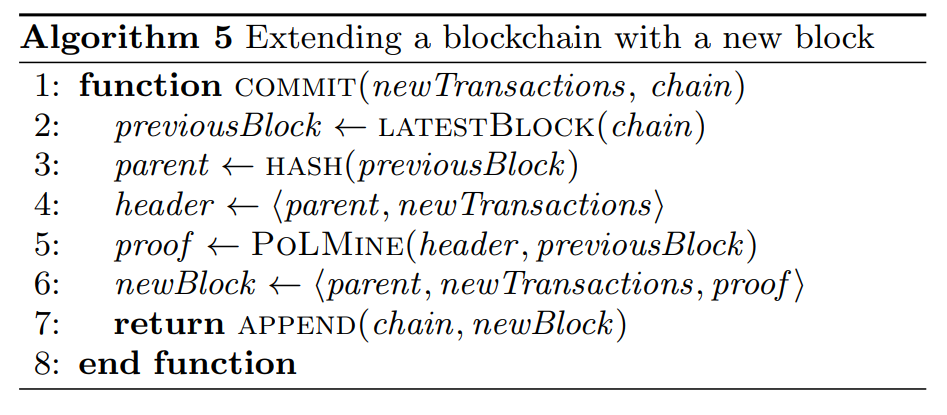 Algorithm 5 Extending a blockchain with a new block
1: function COMMIT(newTransactions, chain)
2: previousBlock ← LATESTBLOCK(chain)
3: parent ← HASH(previousBlock)
4: header ← ⟨parent, newTransactions⟩
5: proof ← POLMINE(header, previousBlock)
6: newBlock ← ⟨parent, newTransactions, proof⟩
7: return APPEND(chain, newBlock)
8: end function